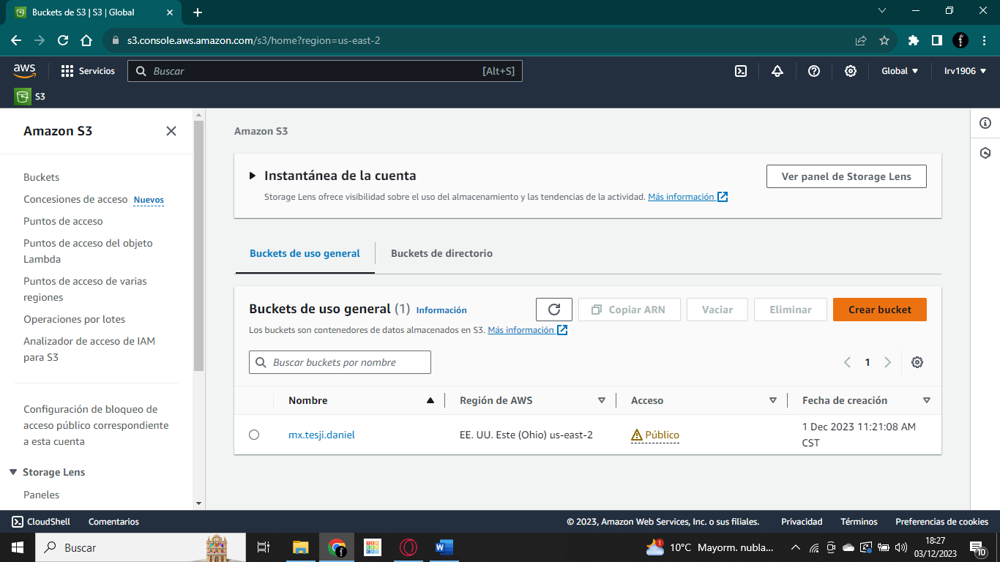 Buckets de S3 | S3 | Global
s3.console.aws.amazon.com/s3/home?region=us-east-2
aws
Servicios
Buscar
[Alt+S]
Global
Irv1906
S3
Amazon S3
Buckets
Concesiones de acceso Nuevos
Puntos de acceso
Puntos de acceso del objeto
Lambda
Puntos de acceso de varias
regiones
Operaciones por lotes
Analizador de acceso de IAM
para S3
Configuración de bloqueo de
acceso público correspondiente
a esta cuenta
Storage Lens
Paneles
Amazon S3
Instantánea de la cuenta
Ver panel de Storage Lens
Storage Lens ofrece visibilidad sobre el uso del almacenamiento y las tendencias de la actividad. Más información
Buckets de uso general
Buckets de directorio
Buckets de uso general (1) Información
Copiar ARN
Vaciar
Eliminar
Crear bucket
Los buckets son contenedores de datos almacenados en S3. Más información
Buscar buckets por nombre
1
Nombre
Región de AWS
Acceso
Fecha de creación
mx.tesji.daniel
EE. UU. Este (Ohio) us-east-2
Público
1 Dec 2023 11:21:08 AM
CST
CloudShell
Comentarios
© 2023, Amazon Web Services, Inc. o sus filiales.
Privacidad
Términos
Preferencias de cookies
Buscar
1
10°C Mayorm. nubla...
18:27
03/12/2023
10